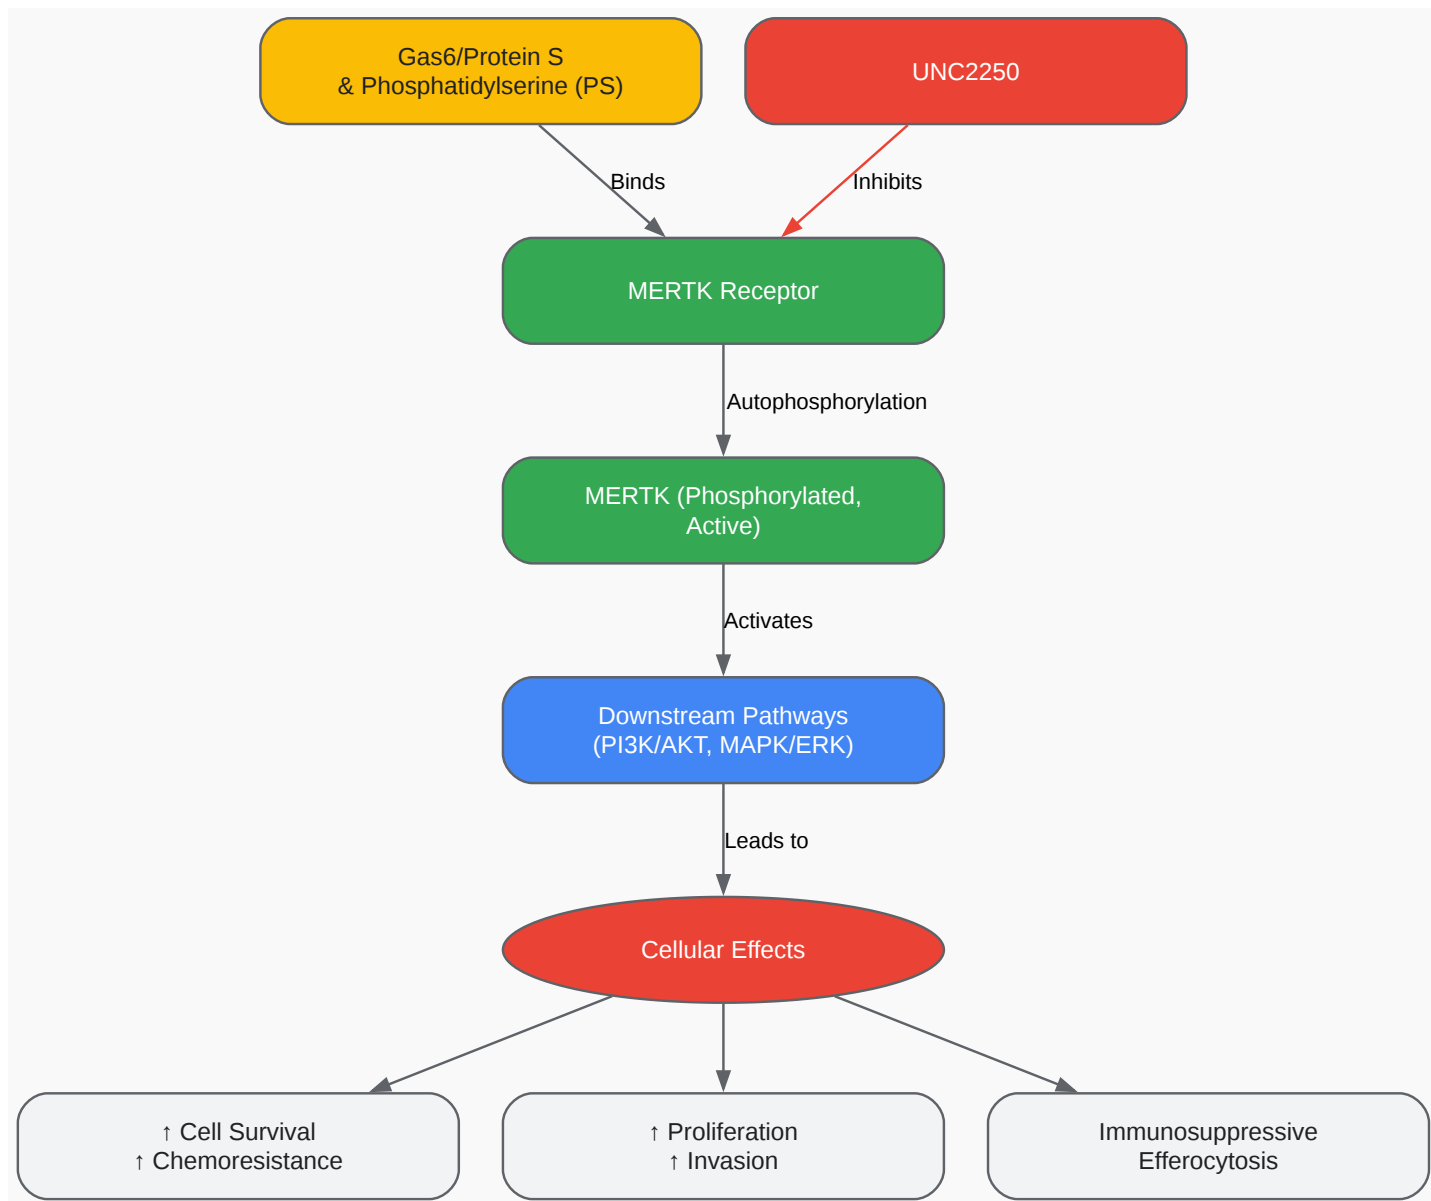 Gas6/Protein S
& Phosphatidylserine (PS)
UNC2250
Binds
Inhibits
MERTK Receptor
Autophosphorylation
MERTK (Phosphorylated,
Active)
Activates
Downstream Pathways
(PI3K/AKT, MAPK/ERK)
Leads to
Cellular Effects
↑ Cell Survival
↑ Chemoresistance
↑ Proliferation
↑ Invasion
Immunosuppressive
Efferocytosis